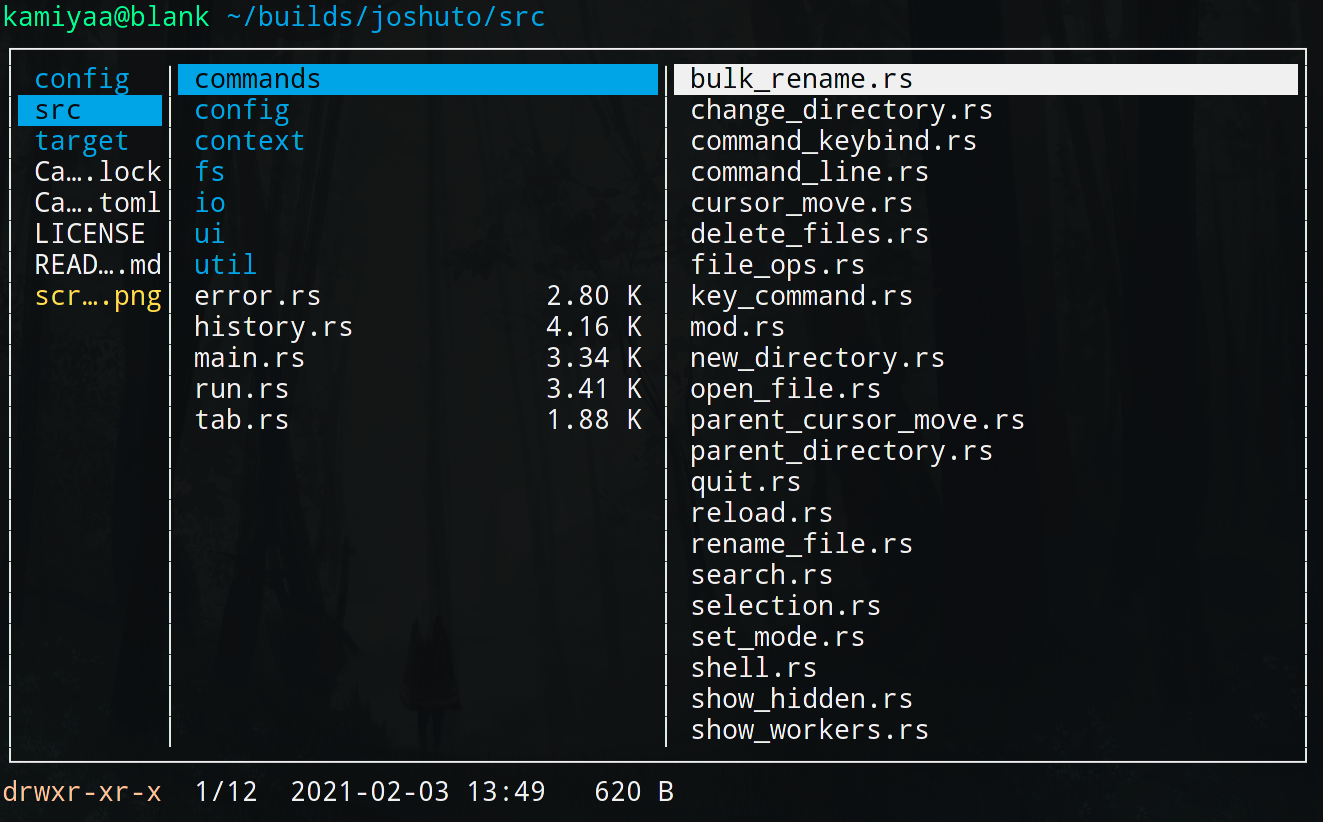 kamiyaa@blank ~/builds/joshuto/src
config commands bulk_rename.rs
src config change_directory.rs
target context command_keybind.rs
Ca….lock fs command_line.rs
Ca….toml io cursor_move.rs
LICENSE ui delete_files.rs
READ….md util file_ops.rs
scr….png error.rs 2.80 K key_command.rs
history.rs 4.16 K mod.rs
main.rs 3.34 K new_directory.rs
run.rs 3.41 K open_file.rs
tab.rs 1.88 K parent_cursor_move.rs
parent_directory.rs
quit.rs
reload.rs
rename_file.rs
search.rs
selection.rs
set_mode.rs
shell.rs
show_hidden.rs
show_workers.rs
drwxr-xr-x 1/12 2021-02-03 13:49 620 B